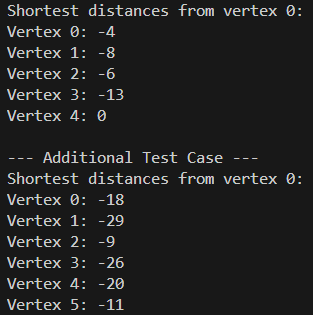 Shortest distances from vertex 0:
Vertex 0: -4
Vertex 1: -8
Vertex 2: -6
Vertex 3: -13
Vertex 4: 0

--- Additional Test Case ---
Shortest distances from vertex 0:
Vertex 0: -18
Vertex 1: -29
Vertex 2: -9
Vertex 3: -26
Vertex 4: -20
Vertex 5: -11